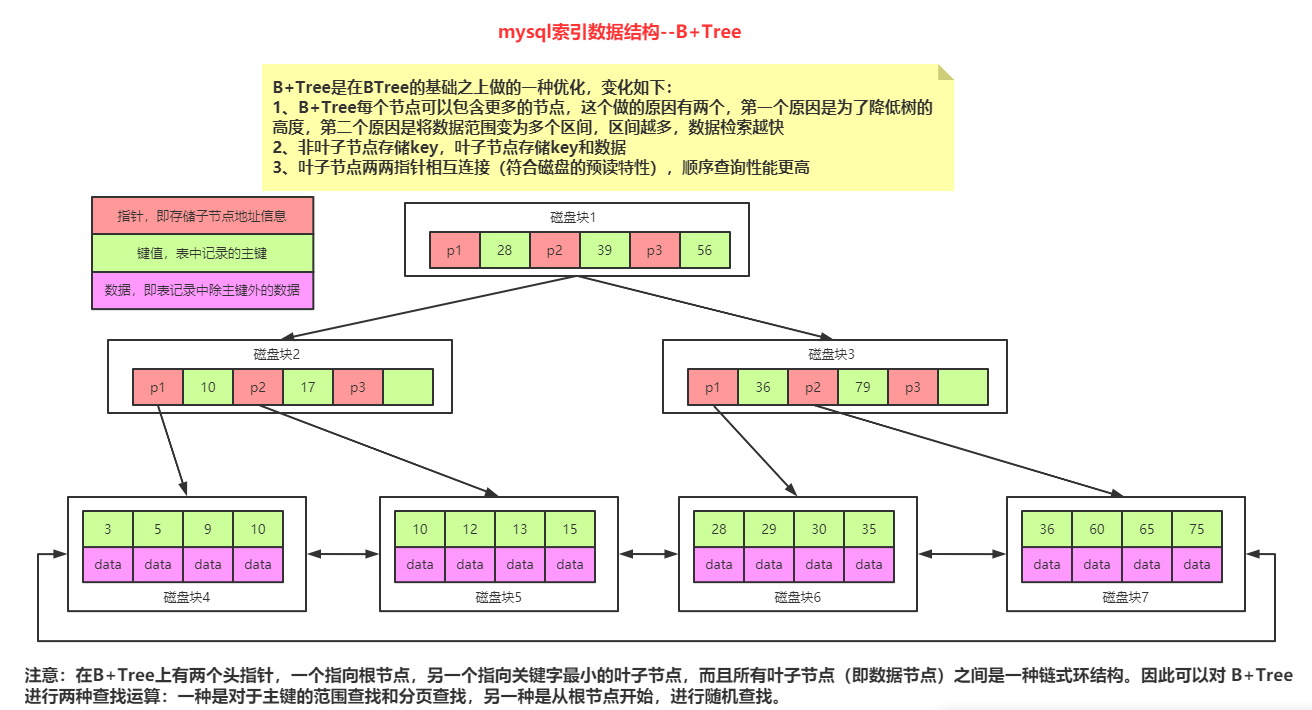 mysql索引数据结构--B+Tree
B+Tree是在BTree的基础之上做的一种优化，变化如下：
1、B+Tree每个节点可以包含更多的节点，这个做的原因有两个，第一个原因是为了降低树的
高度，第二个原因是将数据范围变为多个区间，区间越多，数据检索越快
2、非叶子节点存储key，叶子节点存储key和数据
3、叶子节点两两指针相互连接（符合磁盘的预读特性），顺序查询性能更高
指针，即存储子节点地址信息
键值，表中记录的主键
数据，即表记录中除主键外的数据
磁盘块1
p1 28 p2 39 p3 56
磁盘块2
p1 10 p2 17 p3
磁盘块3
p1 36 p2 79 p3
3 5 9 10
data data data data
磁盘块4
10 12 13 15
data data data data
磁盘块5
28 29 30 35
data data data data
磁盘块6
36 60 65 75
data data data data
磁盘块7
注意：在B+Tree上有两个头指针，一个指向根节点，另一个指向关键字最小的叶子节点，而且所有叶子节点（即数据节点）之间是一种链式环结构。因此可以对 B+Tree
进行两种查找运算：一种是对于主键的范围查找和分页查找，另一种是从根节点开始，进行随机查找。